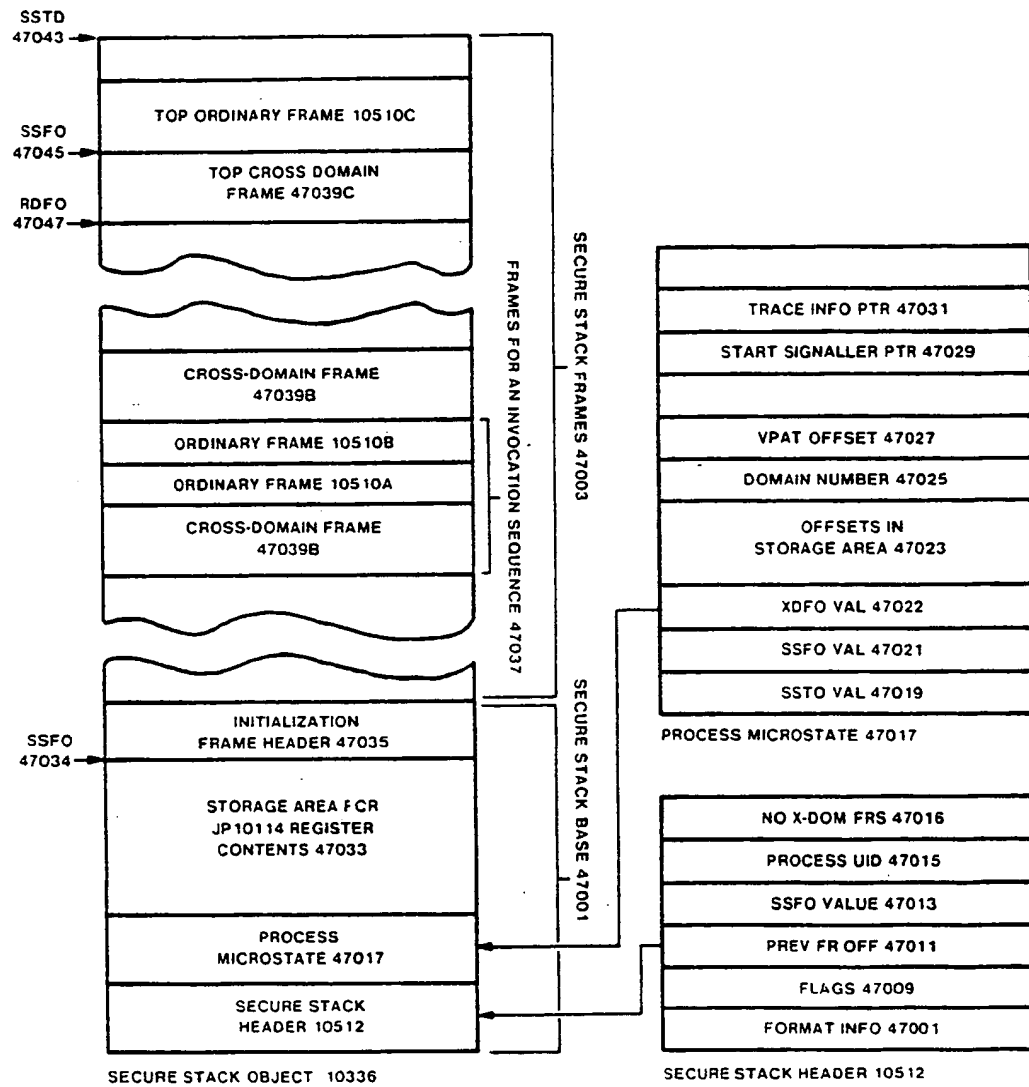 SSTD
47043
TOP ORDINARY FRAME 10510C
SSFO
47045
TOP CROSS DOMAIN
FRAME 47039C
RDFO
47047
CROSS-DOMAIN FRAME
47039B
ORDINARY FRAME 10510B
ORDINARY FRAME 10510A
CROSS-DOMAIN FRAME
47039B
FRAMES FOR AN INVOCATION SEQUENCE 47037
SECURE STACK FRAMES 47003
INITIALIZATION
FRAME HEADER 47035
SSFO
47034
STORAGE AREA FCR
JP10114 REGISTER
CONTENTS 47033
PROCESS
MICROSTATE 47017
SECURE STACK
HEADER 10512
SECURE STACK BASE 47001
SECURE STACK OBJECT 10336
TRACE INFO PTR 47031
START SIGNALLER PTR 47029
VPAT OFFSET 47027
DOMAIN NUMBER 47025
OFFSETS IN
STORAGE AREA 47023
XDFO VAL 47022
SSFO VAL 47021
SSTO VAL 47019
PROCESS MICROSTATE 47017
NO X-DOM FRS 47016
PROCESS UID 47015
SSFO VALUE 47013
PREV FR OFF 47011
FLAGS 47009
FORMAT INFO 47001
SECURE STACK HEADER 10512